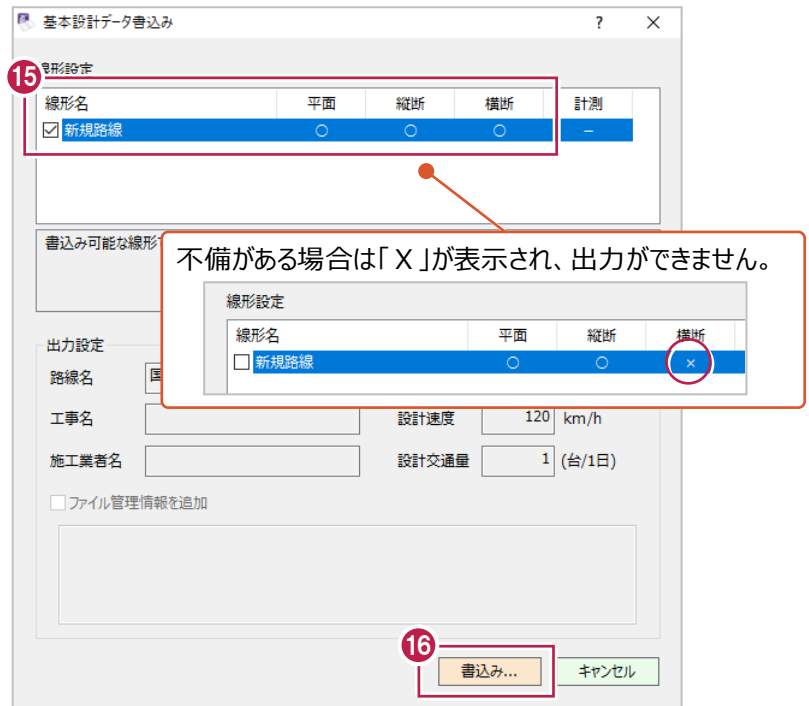 基本設計データ書込み ? ×
線形設定
15
線形名 平面 縦断 横断 計測
新規路線 ○ ○ ○ －
書込み可能な線形
不備がある場合は「X」が表示され、出力ができません。
線形設定
線形名 平面 縦断 横断
新規路線 ○ ○ ×
出力設定
路線名 国
工事名 設計速度 120 km/h
施工業者名 設計交通量 1 (台/1日)
ファイル管理情報を追加
16
書込み... キャンセル